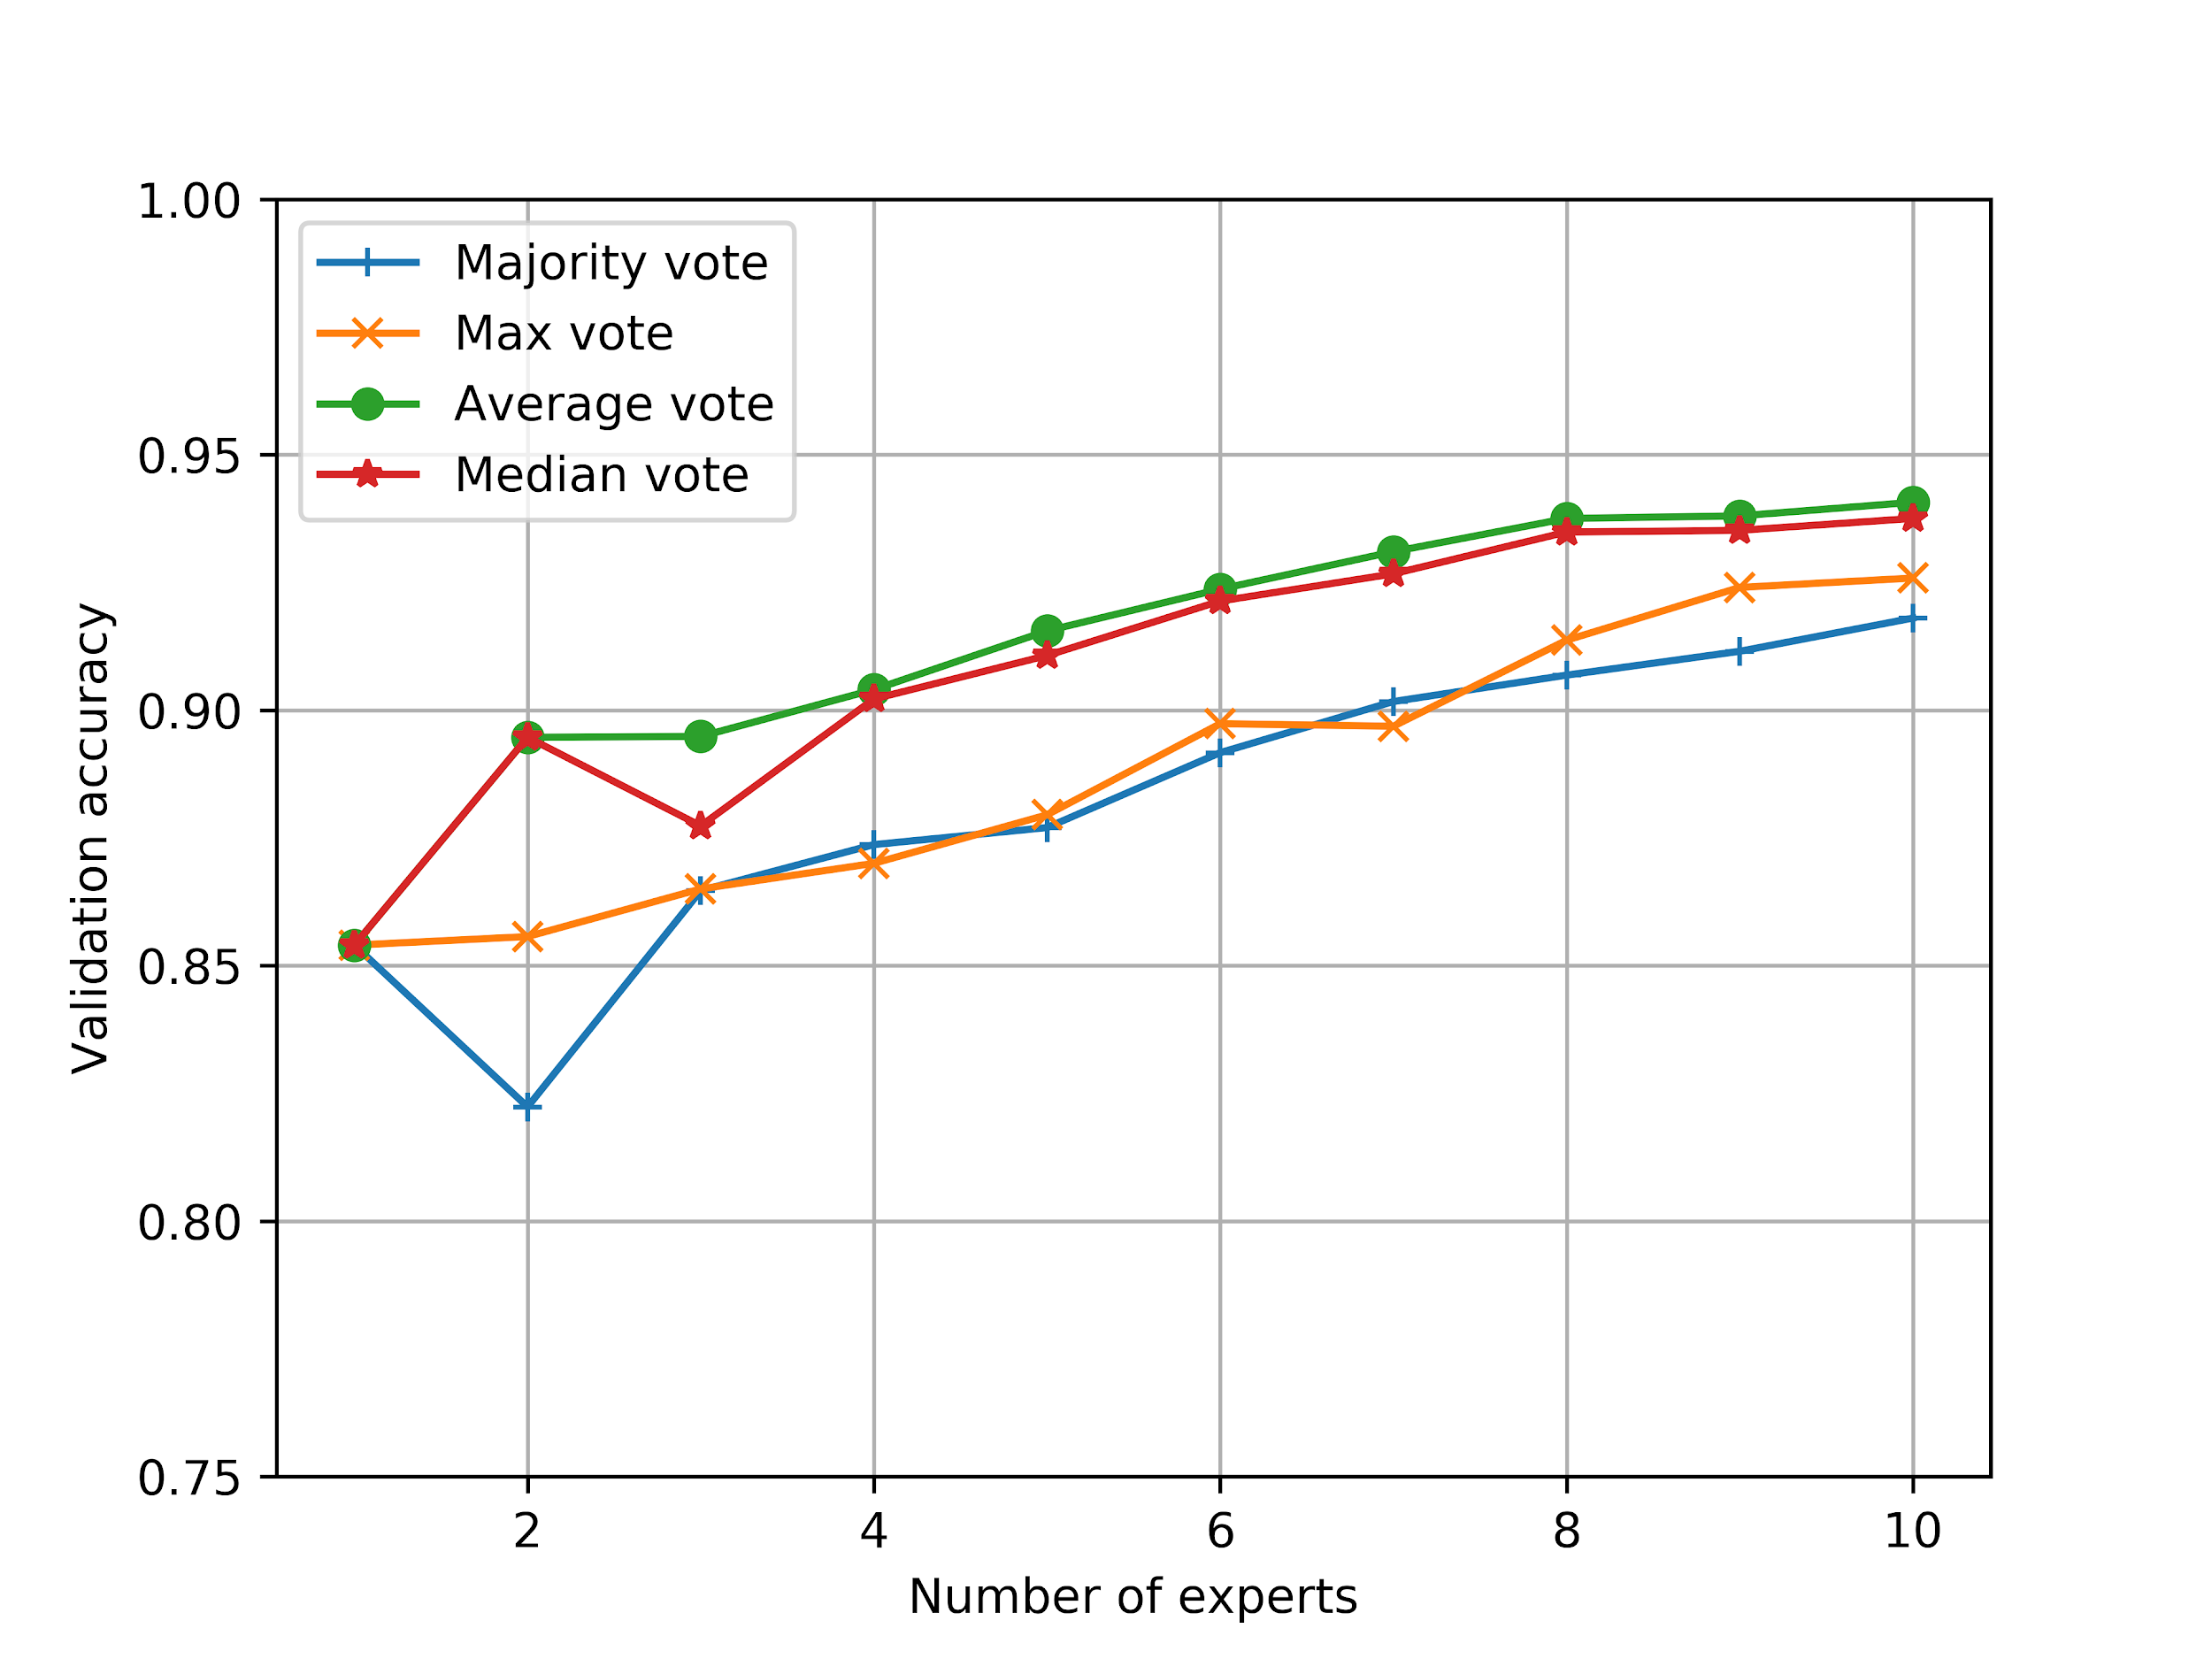 1.00
0.95
0.90
0.85
0.80
0.75
Validation accuracy
Majority vote
Max vote
Average vote
Median vote
2 4 6 8 10
Number of experts